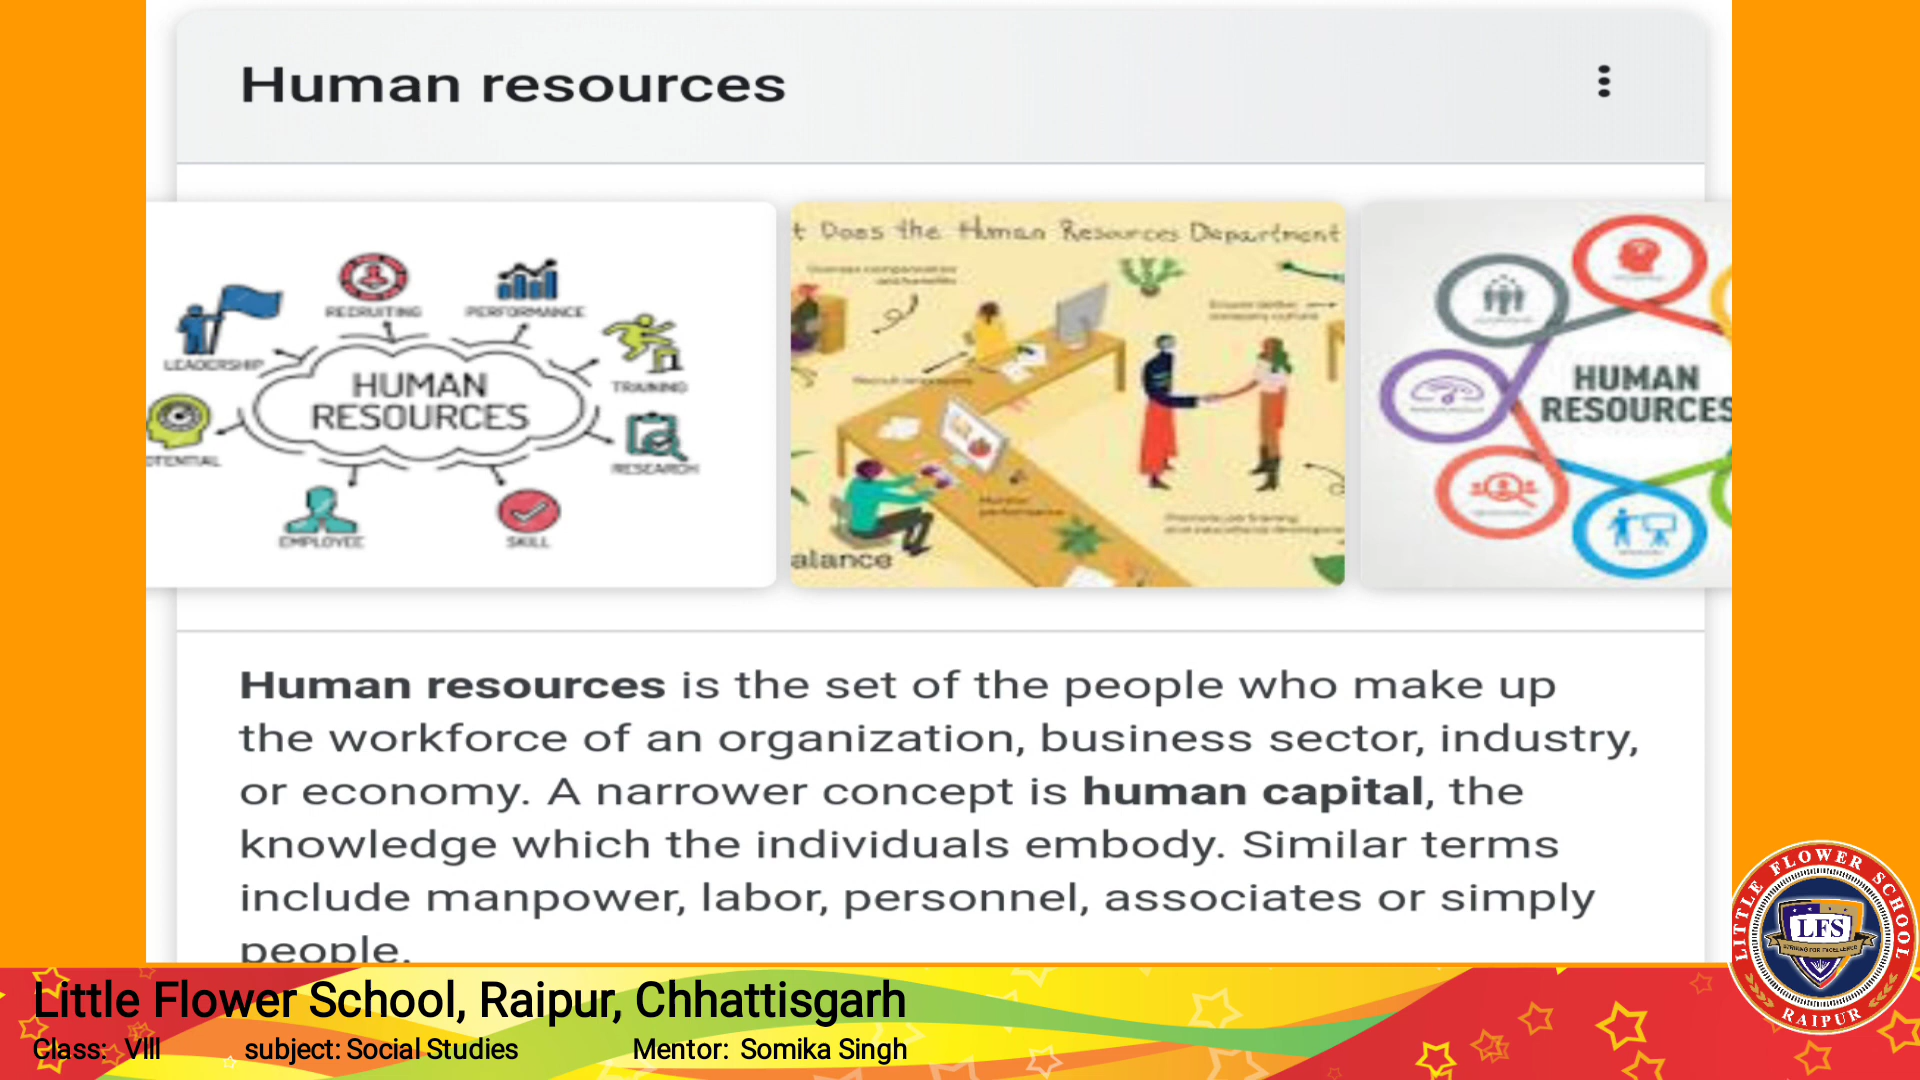 Human resources
RECRUITING
PERFORMANCE
LEADERSHIP
TRAINING
HUMAN
RESOURCES
OTENTIAL
RESEARCH
EMPLOYEE
SKILL
t Does the Human Resources Department
alance
HUMAN
RESOURCES
Human resources is the set of the people who make up
the workforce of an organization, business sector, industry,
or economy. A narrower concept is human capital, the
knowledge which the individuals embody. Similar terms
include manpower, labor, personnel, associates or simply
people.
LITTLE FLOWER SCHOOL
LFS
STRIVING FOR EXCELLENCE
RAIPUR
Little Flower School, Raipur, Chhattisgarh
Class: VIII subject: Social Studies Mentor: Somika Singh